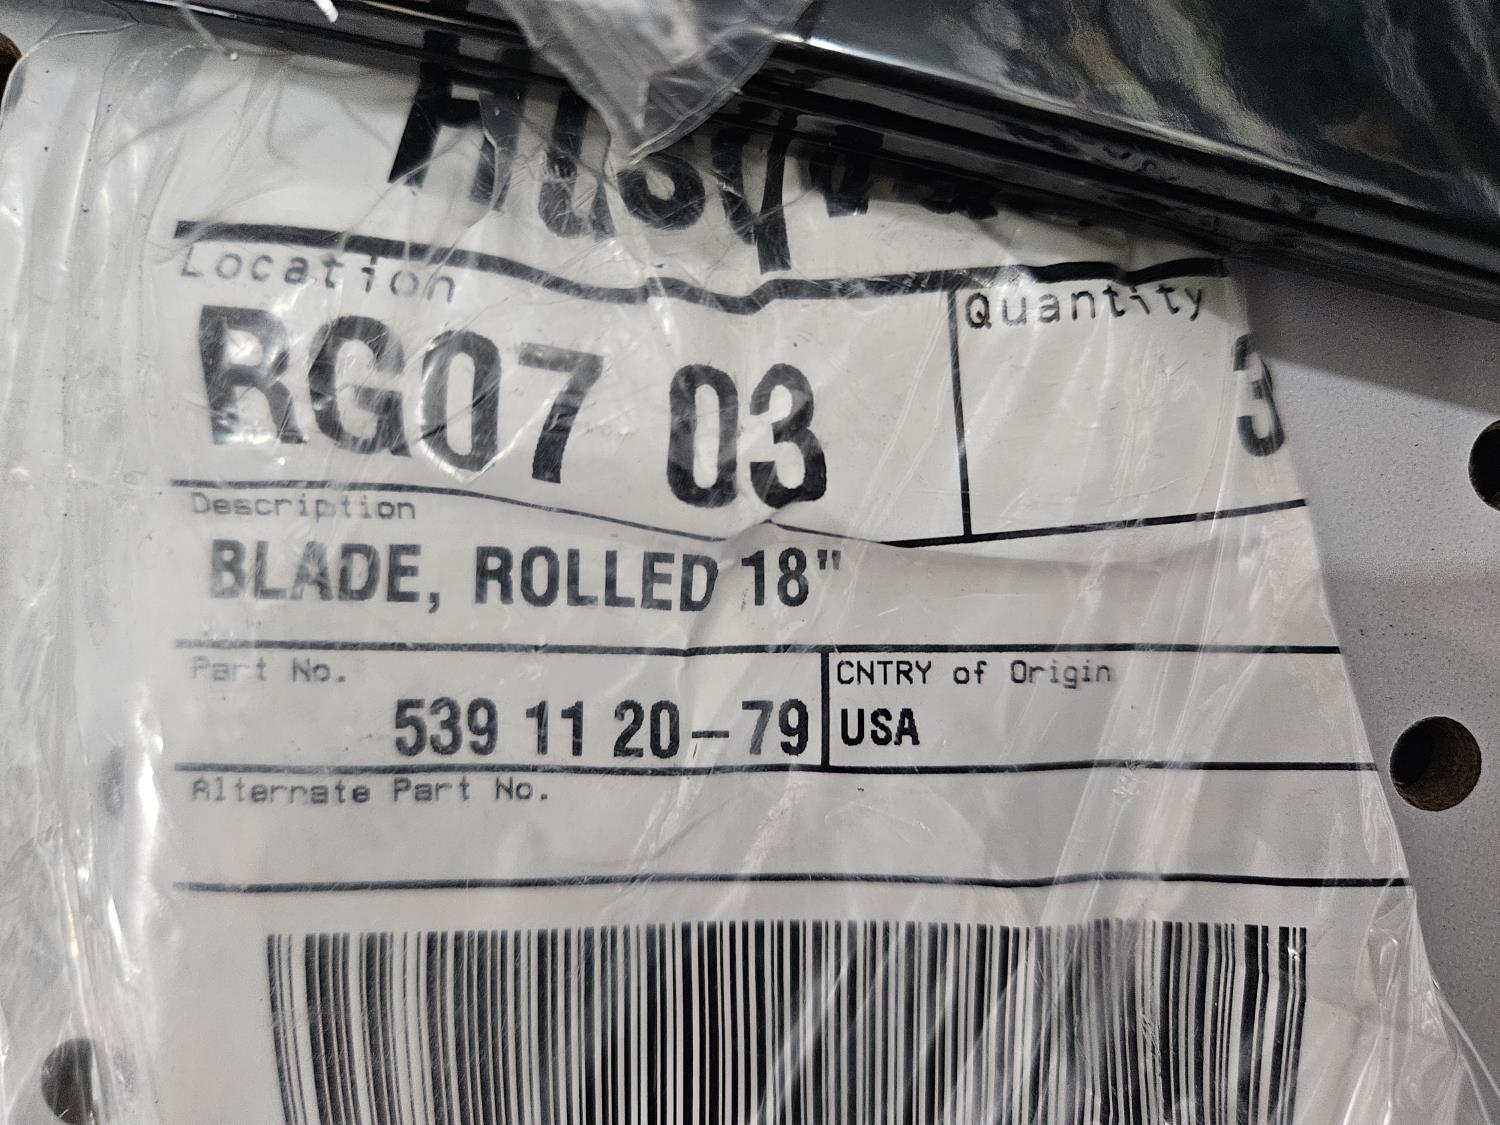 Location
Quantity
RG07 03
3
Description
BLADE, ROLLED 18"
Part No.
CNTRY of Origin
539 11 20-79
USA
Alternate Part No.